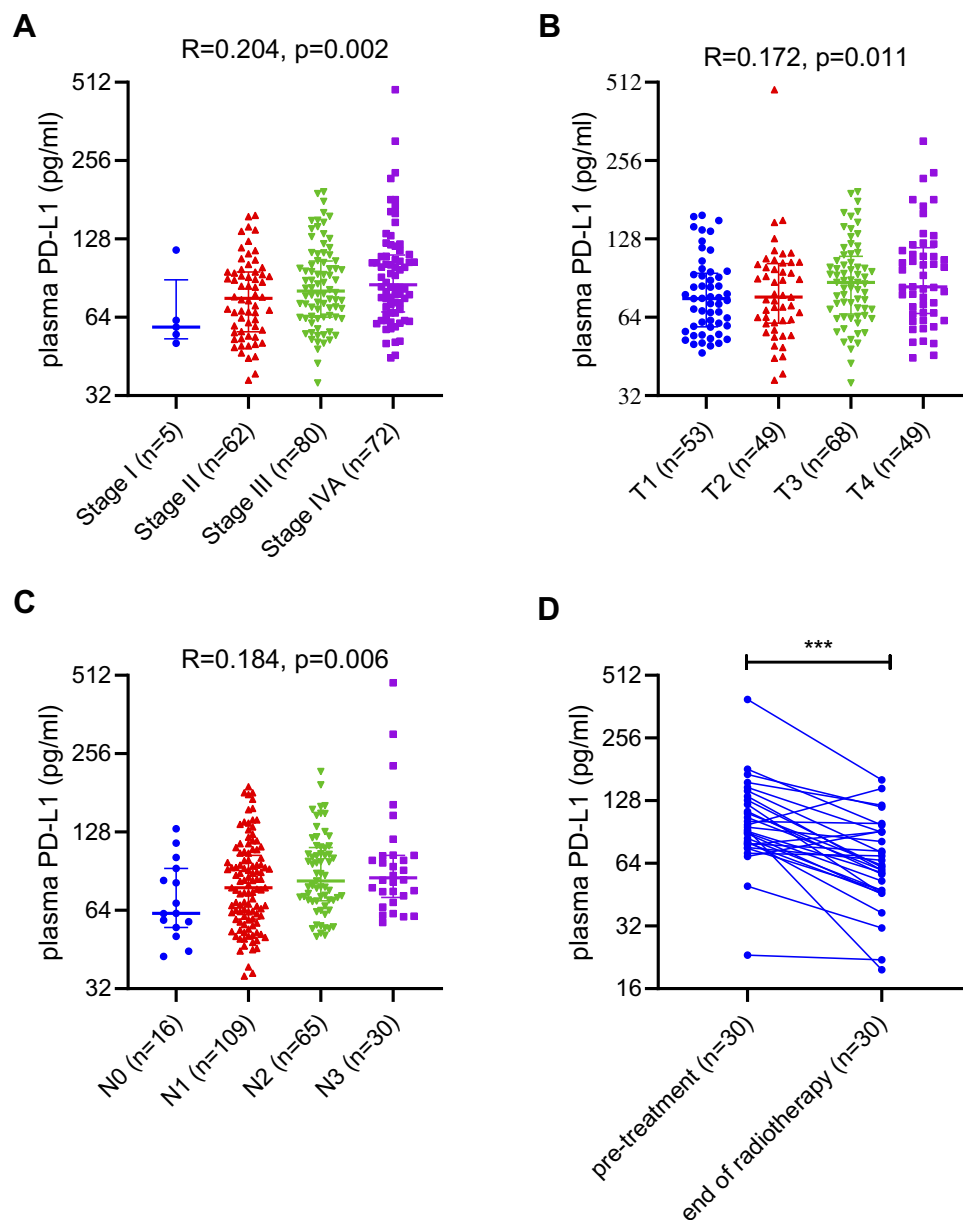 A
R=0.204, p=0.002
plasma PD-L1 (pg/ml)
512
256
128
64
32
Stage I (n=5)
Stage II (n=62)
Stage III (n=80)
Stage IVA (n=72)
B
R=0.172, p=0.011
plasma PD-L1 (pg/ml)
512
256
128
64
32
T1 (n=53)
T2 (n=49)
T3 (n=68)
T4 (n=49)
C
R=0.184, p=0.006
plasma PD-L1 (pg/ml)
512
256
128
64
32
N0 (n=16)
N1 (n=109)
N2 (n=65)
N3 (n=30)
D
***
plasma PD-L1 (pg/ml)
512
256
128
64
32
16
pre-treatment (n=30)
end of radiotherapy (n=30)